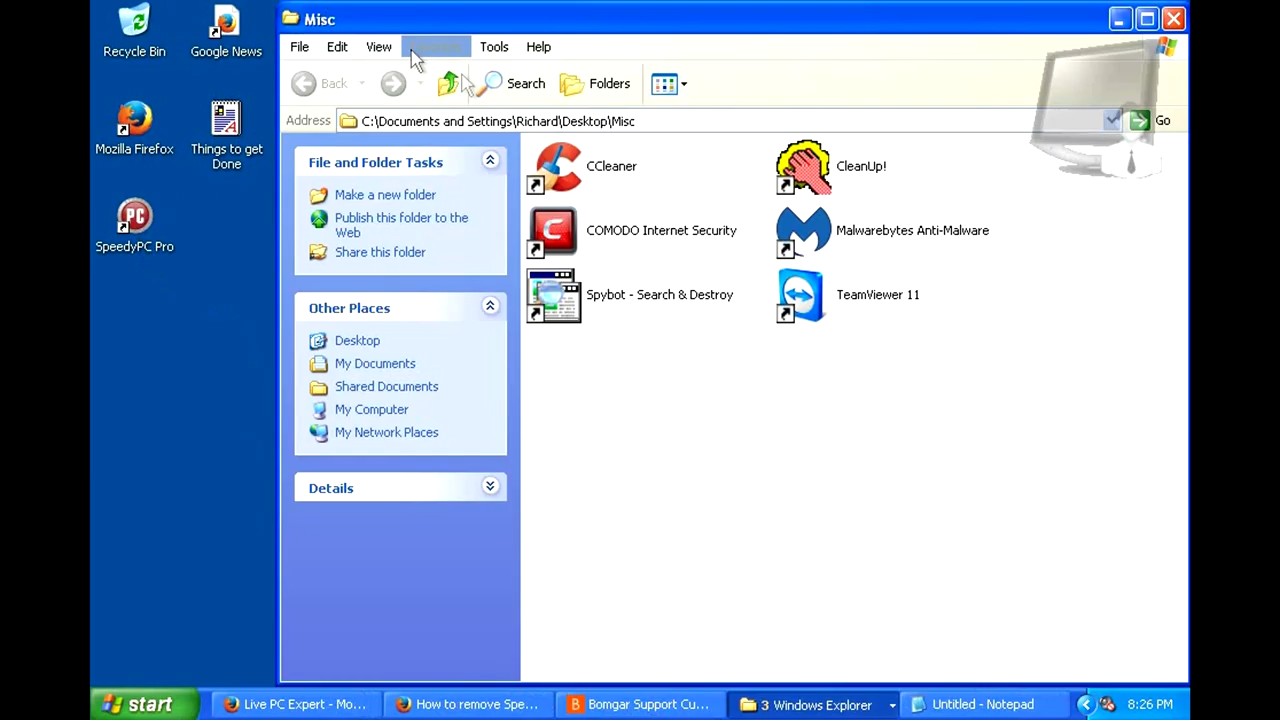 Recycle Bin
Google News
Mozilla Firefox
Things to get
Done
PC
SpeedyPC Pro
Misc
File Edit View Tools Help
Back Search Folders
Address C:\Documents and Settings\Richard\Desktop\Misc Go
File and Folder Tasks
Make a new folder
Publish this folder to the
Web
Share this folder
Other Places
Desktop
My Documents
Shared Documents
My Computer
My Network Places
Details
CCleaner
CleanUp!
COMODO Internet Security
Malwarebytes Anti-Malware
Spybot - Search & Destroy
TeamViewer 11
start
Live PC Expert - Mo...
How to remove Spe...
B
Bomgar Support Cu...
3 Windows Explorer
Untitled - Notepad
8:26 PM